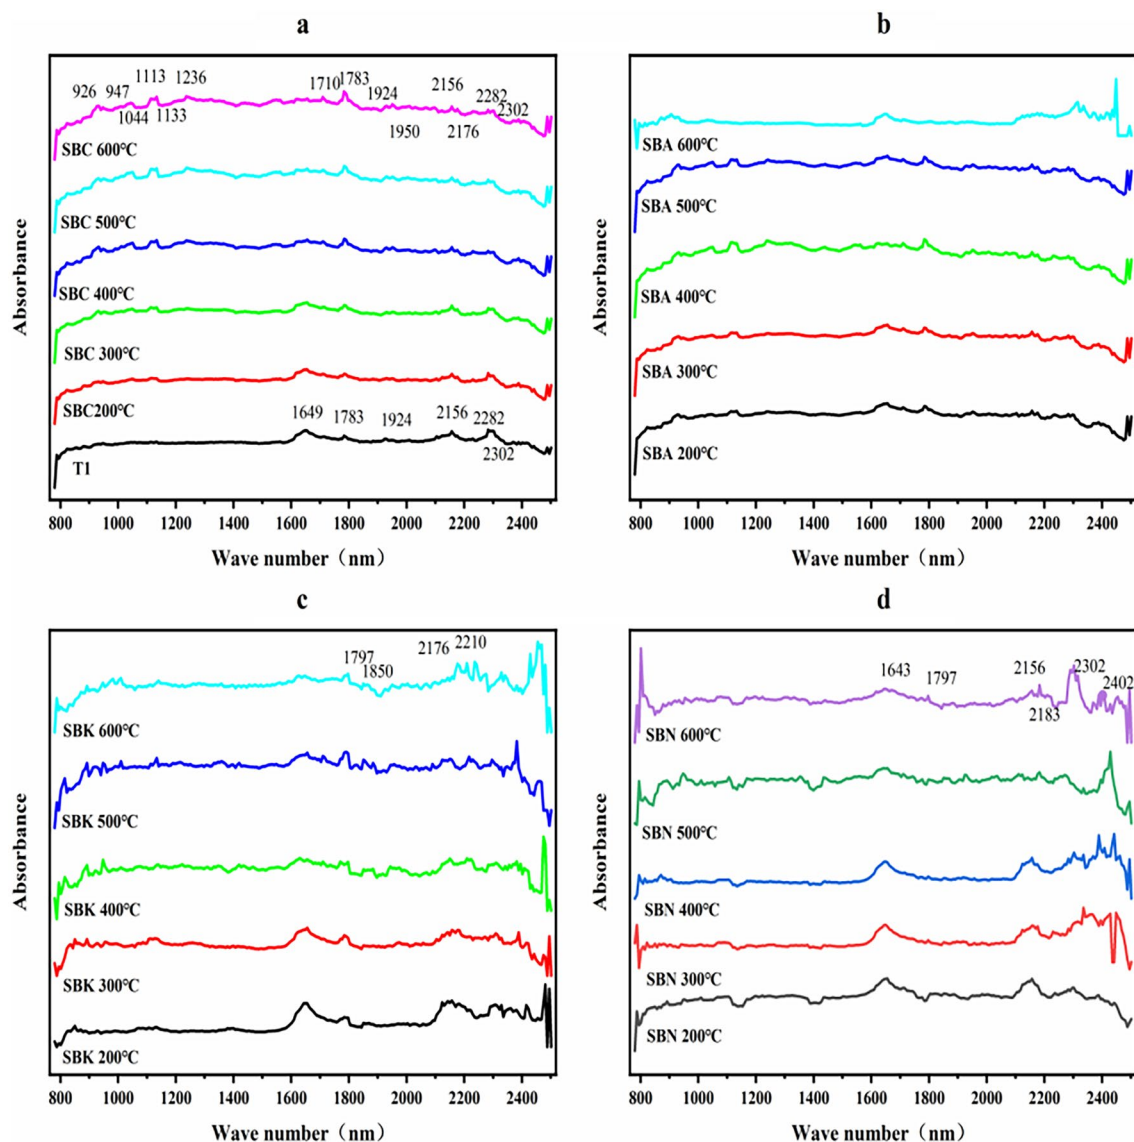 a
1113 1236
926 947
1044 1133
1710 1783
1924
1950
2156
2176
2282
2302
SBC 600℃
SBC 500℃
SBC 400℃
SBC 300℃
SBC200℃
1649 1783 1924 2156 2282
2302
T1
Absorbance
800 1000 1200 1400 1600 1800 2000 2200 2400
Wave number（nm）
b
SBA 600℃
SBA 500℃
SBA 400℃
SBA 300℃
SBA 200℃
Absorbance
800 1000 1200 1400 1600 1800 2000 2200 2400
Wave number（nm）
c
1797
1850
2176 2210
SBK 600℃
SBK 500℃
SBK 400℃
SBK 300℃
SBK 200℃
Absorbance
800 1000 1200 1400 1600 1800 2000 2200 2400
Wave number（nm）
d
1643 1797 2156 2302
2402
2183
SBN 600℃
SBN 500℃
SBN 400℃
SBN 300℃
SBN 200℃
Absorbance
800 1000 1200 1400 1600 1800 2000 2200 2400
Wave number（nm）